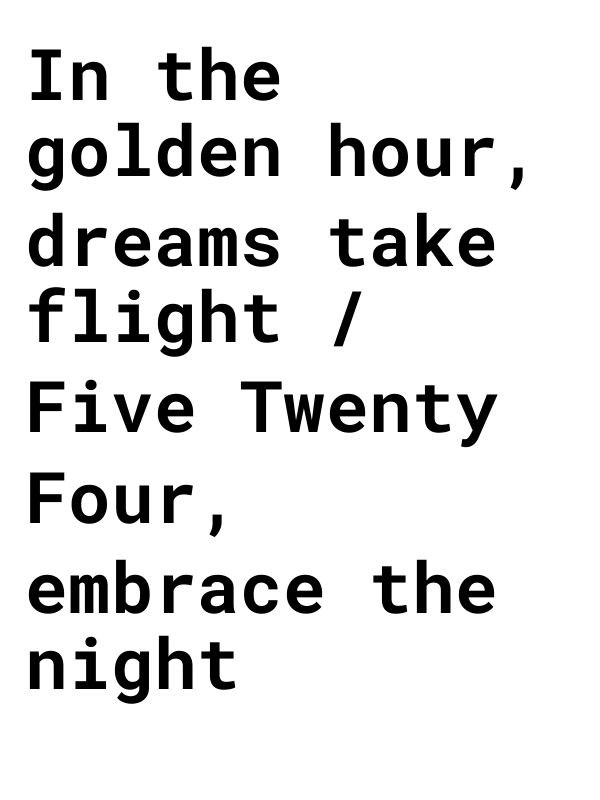 In the
golden hour,
dreams take
flight /
Five Twenty
Four,
embrace the
night